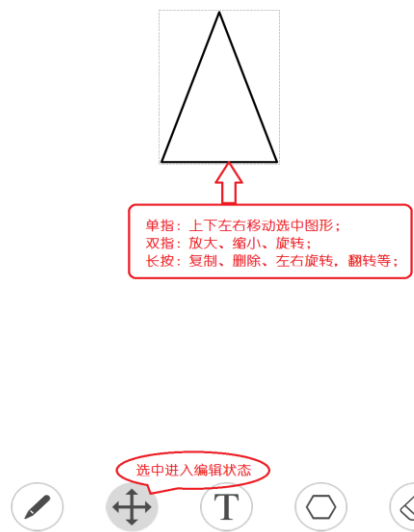 单指：上下左右移动选中图形；
双指：放大、缩小、旋转；
长按：复制、删除、左右旋转，翻转等；
选中进入编辑状态
T